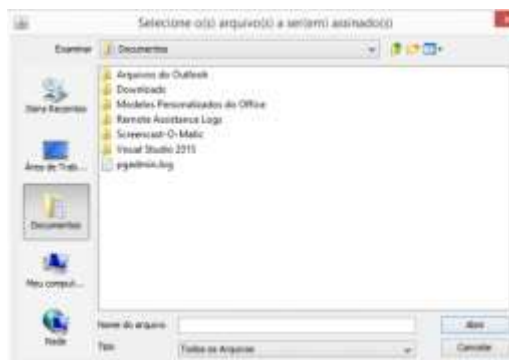 Selecione o(s) arquivo(s) a ser(em) assinado(s)
Examinar
Documentos
Itens Recentes
Área de Trab...
Documentos
Meu comput...
Rede
Arquivos do Outlook
Downloads
Modelos Personalizados do Office
Remote Assistance Logs
Screencast-O-Matic
Visual Studio 2015
pgadmin.log
Nome do arquivo
Abrir
Tipo
Todos os Arquivos
Cancelar